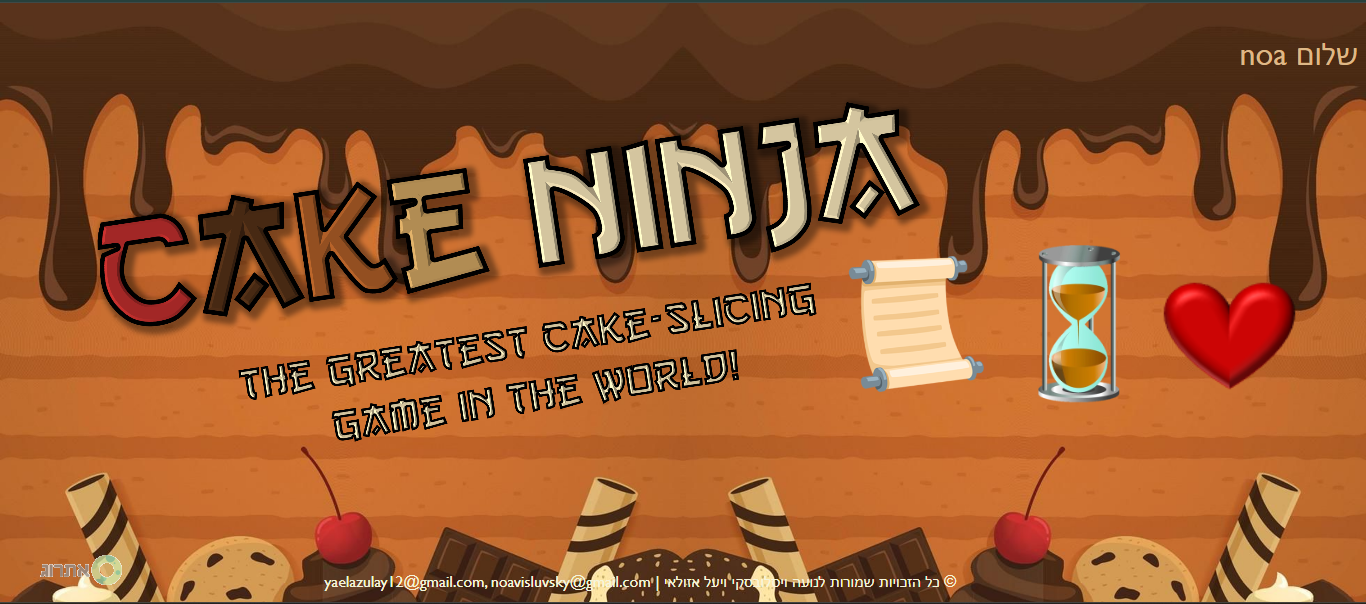 שלום noa
CAKE NINJA
THE GREATEST CAKE-SLICING
GAME IN THE WORLD!
אתרוג
© כל הזכויות שמורות לנועה ויסלובסקי ויעל אזולאי | yaelazulay12@gmail.com, noavisluvsky@gmail.com